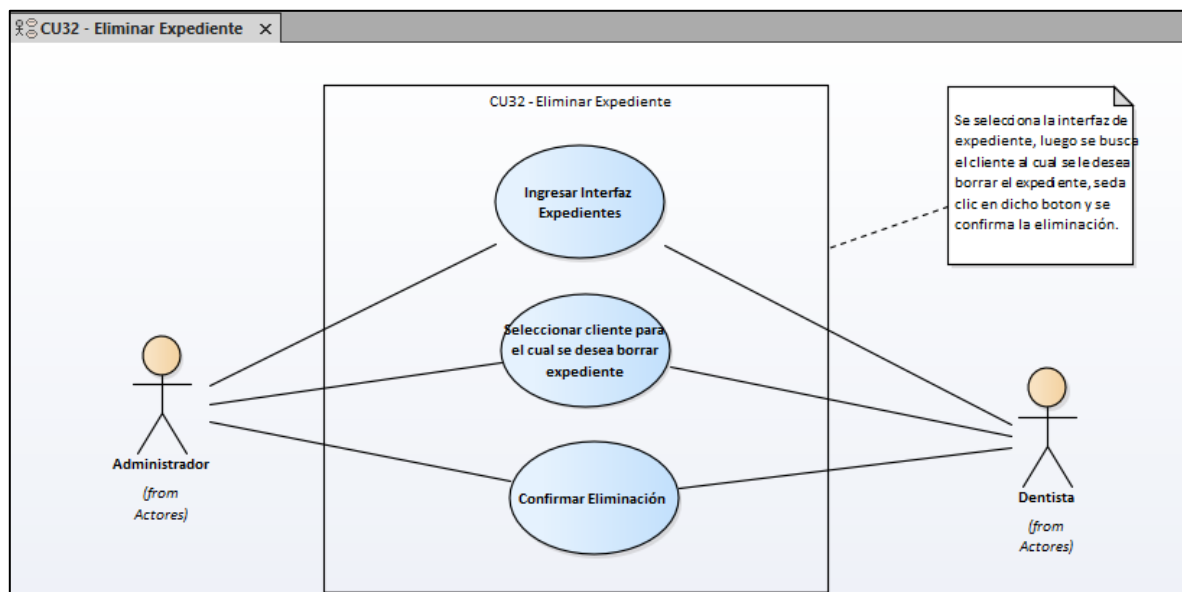 CU32 - Eliminar Expediente
CU32 - Eliminar Expediente
Se selecciona la interfaz de
expediente, luego se busca
el cliente al cual se le desea
borrar el expediente, seda
clic en dicho boton y se
confirma la eliminación.
Ingresar Interfaz
Expedientes
Seleccionar cliente para
el cual se desea borrar
expediente
Confirmar Eliminación
Administrador
(from
Actores)
Dentista
(from
Actores)